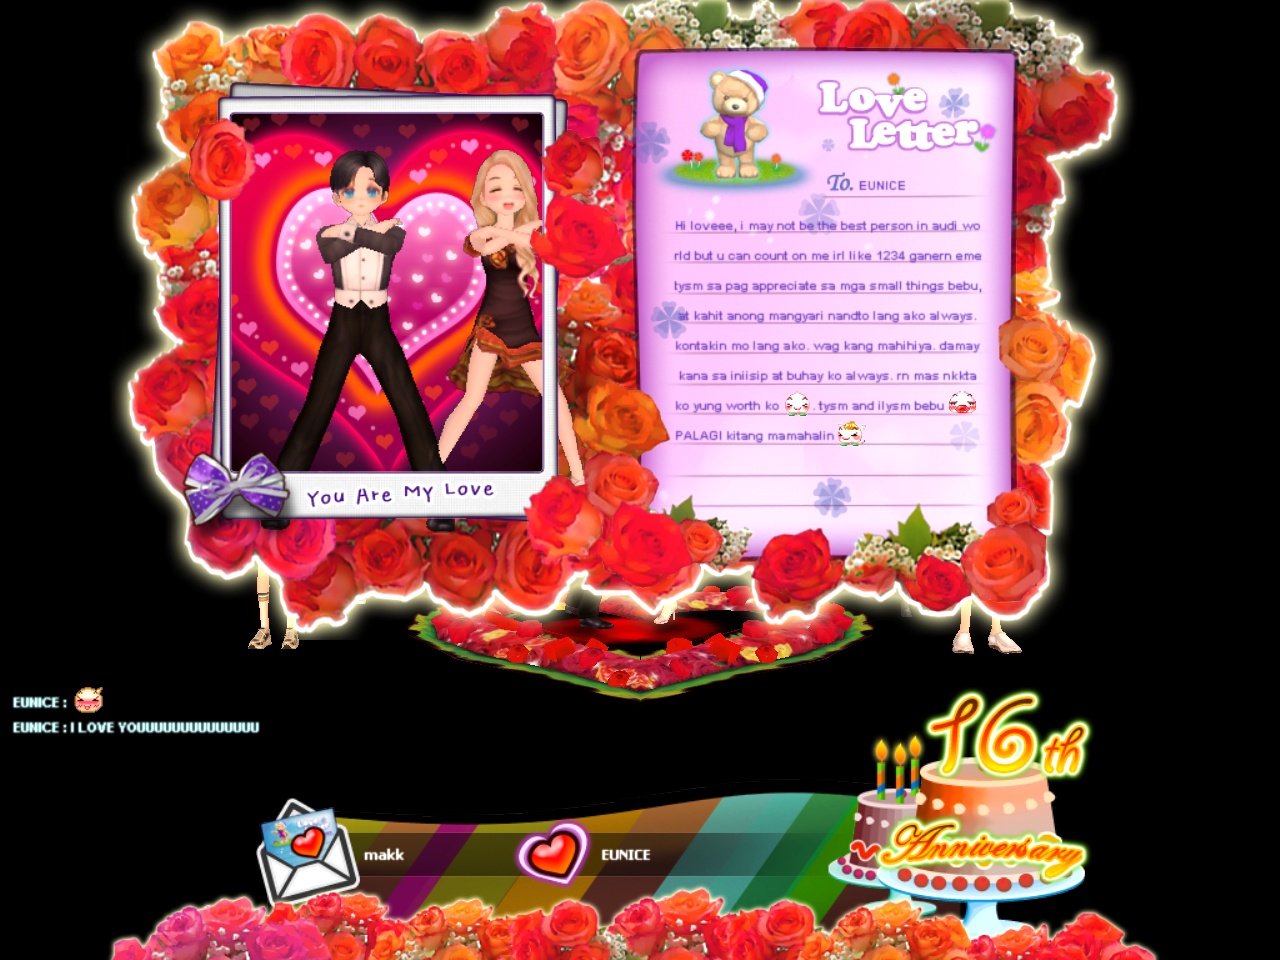 Love
Letter
To. EUNICE
Hi loveee, i may not be the best person in audi wo
rld but u can count on me irl like 1234 ganern eme
tysm sa pag appreciate sa mga small things bebu,
at kahit anong mangyari nandto lang ako always.
kontakin mo lang ako. wag kang mahihiya. damay
kana sa iniisip at buhay ko always. rn mas nkkta
ko yung worth ko . tysm and ilysm bebu
PALAGI kitang mamahalin .
You Are My Love
EUNICE :
EUNICE : I LOVE YOUUUUUUUUUUUUUU
16th
Anniversary
makk
EUNICE